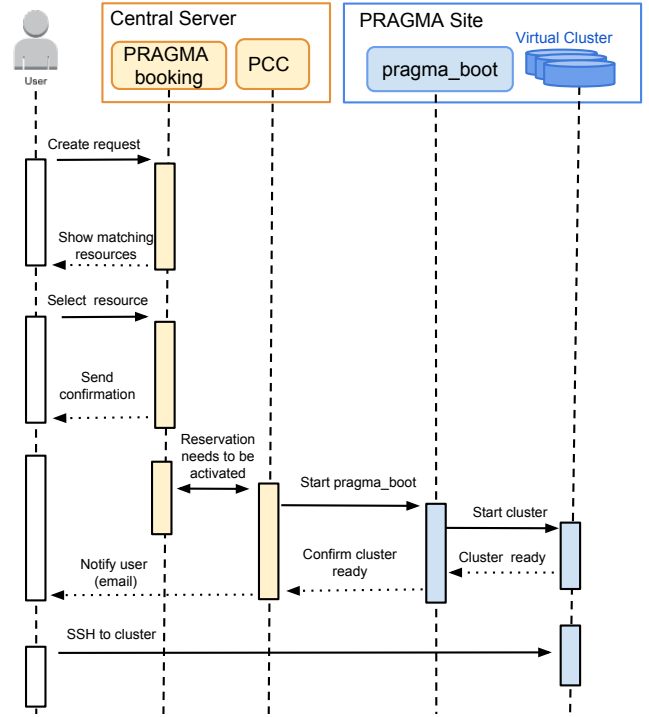 Central Server
PRAGMA Site
Virtual Cluster
PRAGMA
booking
PCC
pragma_boot
User
Create request
Show matching
resources
Select resource
Send
confirmation
Reservation
needs to be
activated
Start pragma_boot
Start cluster
Cluster ready
Confirm cluster
ready
Notify user
(email)
SSH to cluster